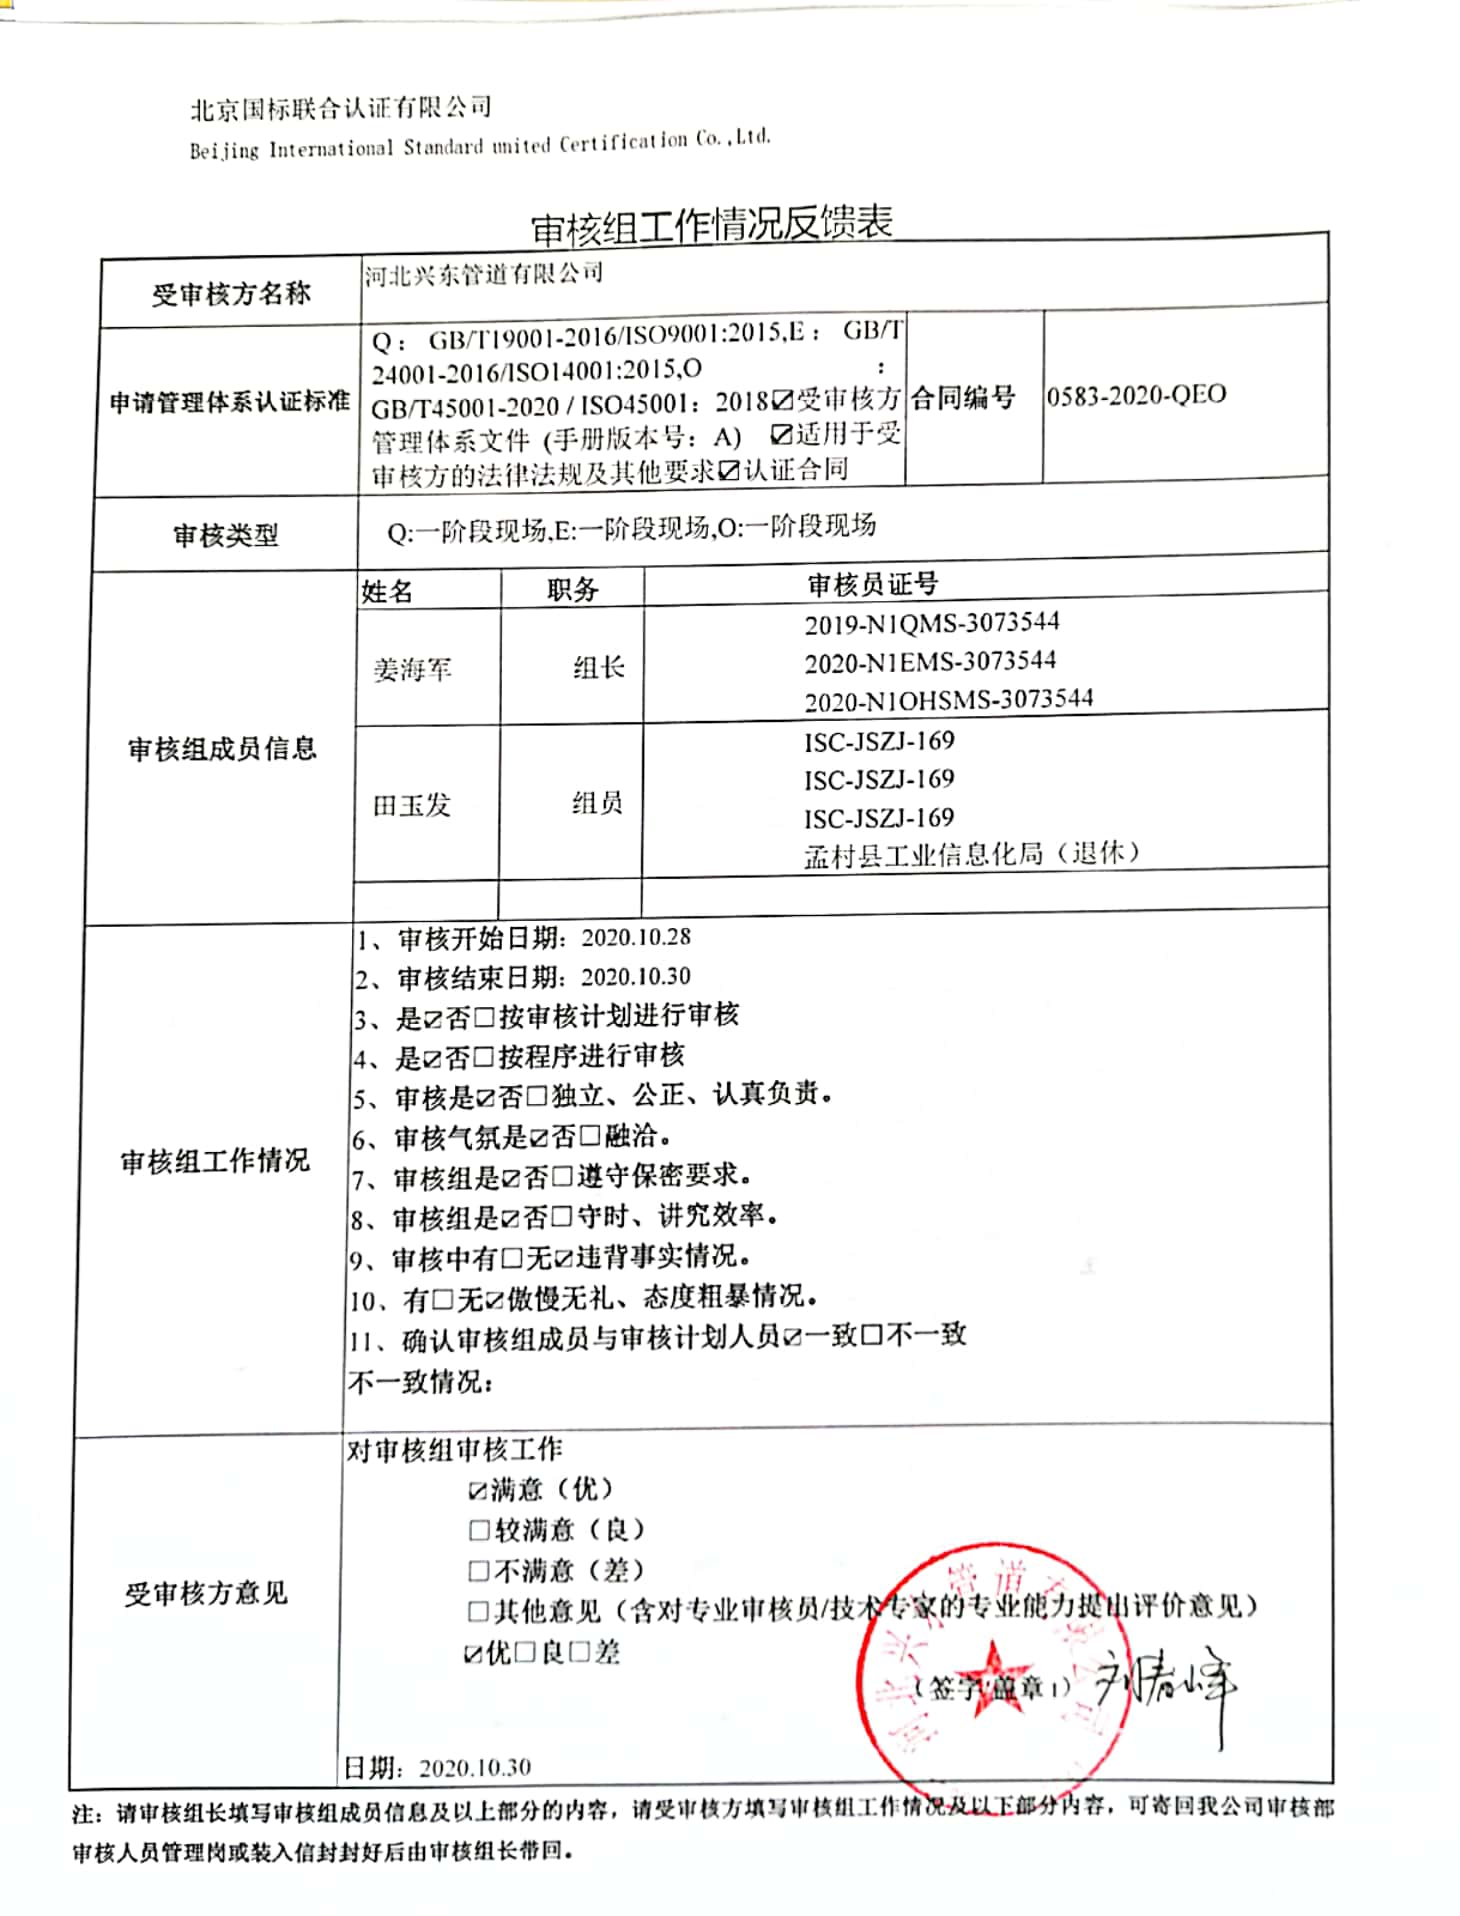 北京国标联合认证有限公司
Beijing International Standard united Certification Co.,Ltd.
审核组工作情况反馈表
受审核方名称
河北兴东管道有限公司
申请管理体系认证标准
Q： GB/T19001-2016/ISO9001:2015,E： GB/T
24001-2016/ISO14001:2015,O ：
GB/T45001-2020 / ISO45001：2018☑受审核方
管理体系文件 (手册版本号：A) ☑适用于受
审核方的法律法规及其他要求☑认证合同
合同编号
0583-2020-QEO
审核类型
Q:一阶段现场,E:一阶段现场,O:一阶段现场
审核组成员信息
姓名 职务 审核员证号
姜海军 组长
2019-N1QMS-3073544
2020-N1EMS-3073544
2020-N1OHSMS-3073544
田玉发 组员
ISC-JSZJ-169
ISC-JSZJ-169
ISC-JSZJ-169
孟村县工业信息化局（退休）
审核组工作情况
1、审核开始日期：2020.10.28
2、审核结束日期：2020.10.30
3、是☑否□按审核计划进行审核
4、是☑否□按程序进行审核
5、审核是☑否□独立、公正、认真负责。
6、审核气氛是☑否□融洽。
7、审核组是☑否□遵守保密要求。
8、审核组是☑否□守时、讲究效率。
9、审核中有□无☑违背事实情况。
10、有□无☑傲慢无礼、态度粗暴情况。
11、确认审核组成员与审核计划人员☑一致□不一致
不一致情况：
受审核方意见
对审核组审核工作
☑满意（优）
□较满意（良）
□不满意（差）
□其他意见（含对专业审核员/技术专家的专业能力提出评价意见）
☑优□良□差
（签字/盖章）刘春峰
日期：2020.10.30
注：请审核组长填写审核组成员信息及以上部分的内容，请受审核方填写审核组工作情况及以下部分内容，可寄回我公司审核部
审核人员管理岗或装入信封封好后由审核组长带回。